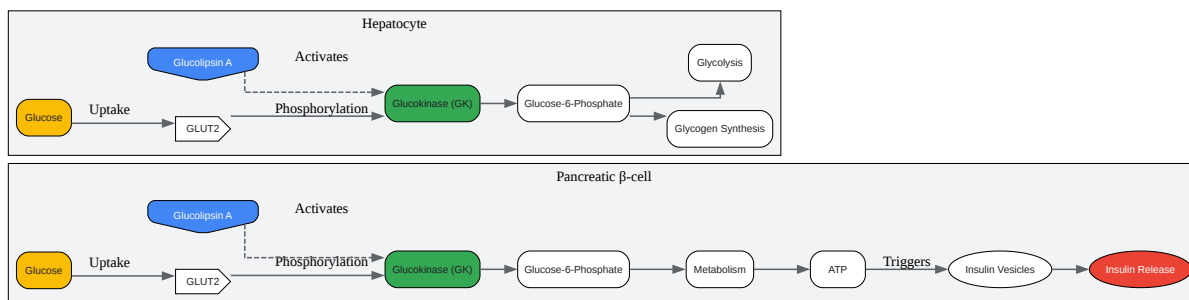 Hepatocyte
Glucolipsin A
Activates
Glycolysis
Glucose
Uptake
GLUT2
Phosphorylation
Glucokinase (GK)
Glucose-6-Phosphate
Glycogen Synthesis
Pancreatic β-cell
Glucolipsin A
Activates
Glucose
Uptake
GLUT2
Phosphorylation
Glucokinase (GK)
Glucose-6-Phosphate
Metabolism
ATP
Triggers
Insulin Vesicles
Insulin Release